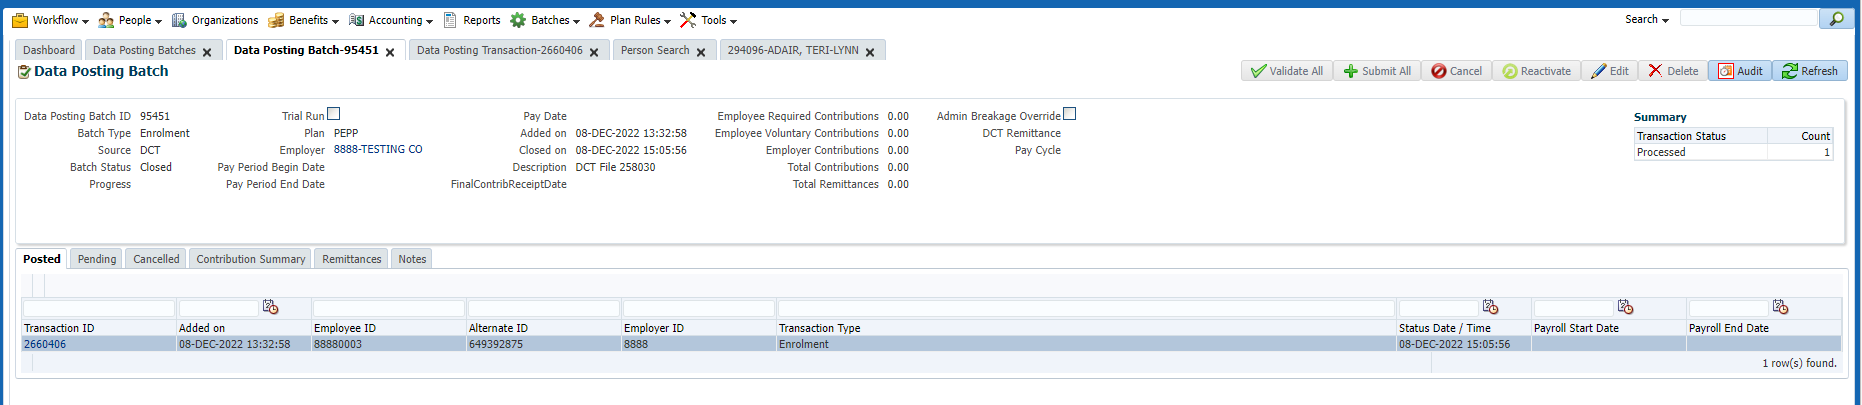 Workflow People Organizations Benefits Accounting Reports Batches Plan Rules Tools Search
Dashboard Data Posting Batches Data Posting Batch-95451 Data Posting Transaction-2660406 Person Search 294096-ADAIR, TERI-LYNN
Data Posting Batch Validate All Submit All Cancel Reactivate Edit Delete Audit Refresh
Data Posting Batch ID 95451 Trial Run Pay Date Employee Required Contributions 0.00 Admin Breakage Override Summary
Batch Type Enrolment Plan PEPP Added on 08-DEC-2022 13:32:58 Employee Voluntary Contributions 0.00 DCT Remittance Transaction Status Count
Source DCT Employer 8888-TESTING CO Closed on 08-DEC-2022 15:05:56 Employer Contributions 0.00 Pay Cycle Processed 1
Batch Status Closed Pay Period Begin Date Description DCT File 258030 Total Contributions 0.00
Progress Pay Period End Date FinalContribReceiptDate Total Remittances 0.00
Posted Pending Cancelled Contribution Summary Remittances Notes
Transaction ID Added on Employee ID Alternate ID Employer ID Transaction Type Status Date / Time Payroll Start Date Payroll End Date
2660406 08-DEC-2022 13:32:58 88880003 649392875 8888 Enrolment 08-DEC-2022 15:05:56
1 row(s) found.